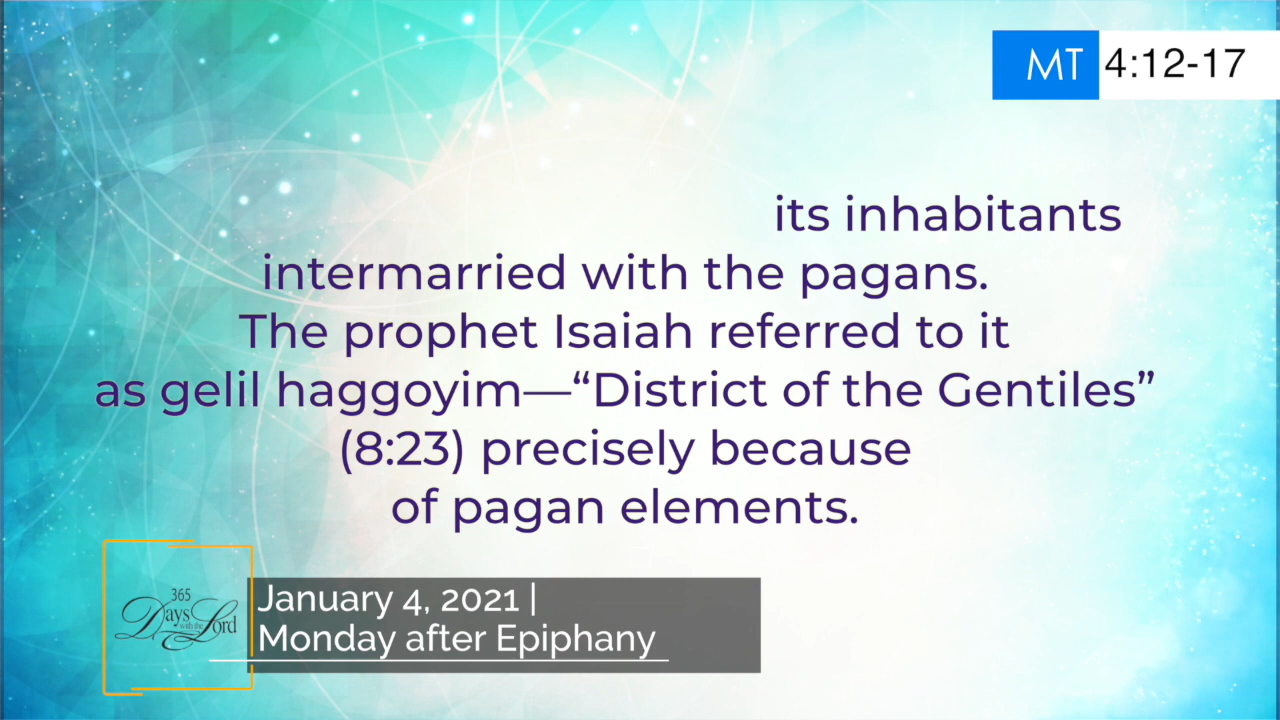 MT 4:12-17
its inhabitants
intermarried with the pagans.
The prophet Isaiah referred to it
as gelil haggoyim—“District of the Gentiles”
(8:23) precisely because
of pagan elements.
365
Days with the Lord
January 4, 2021 |
Monday after Epiphany